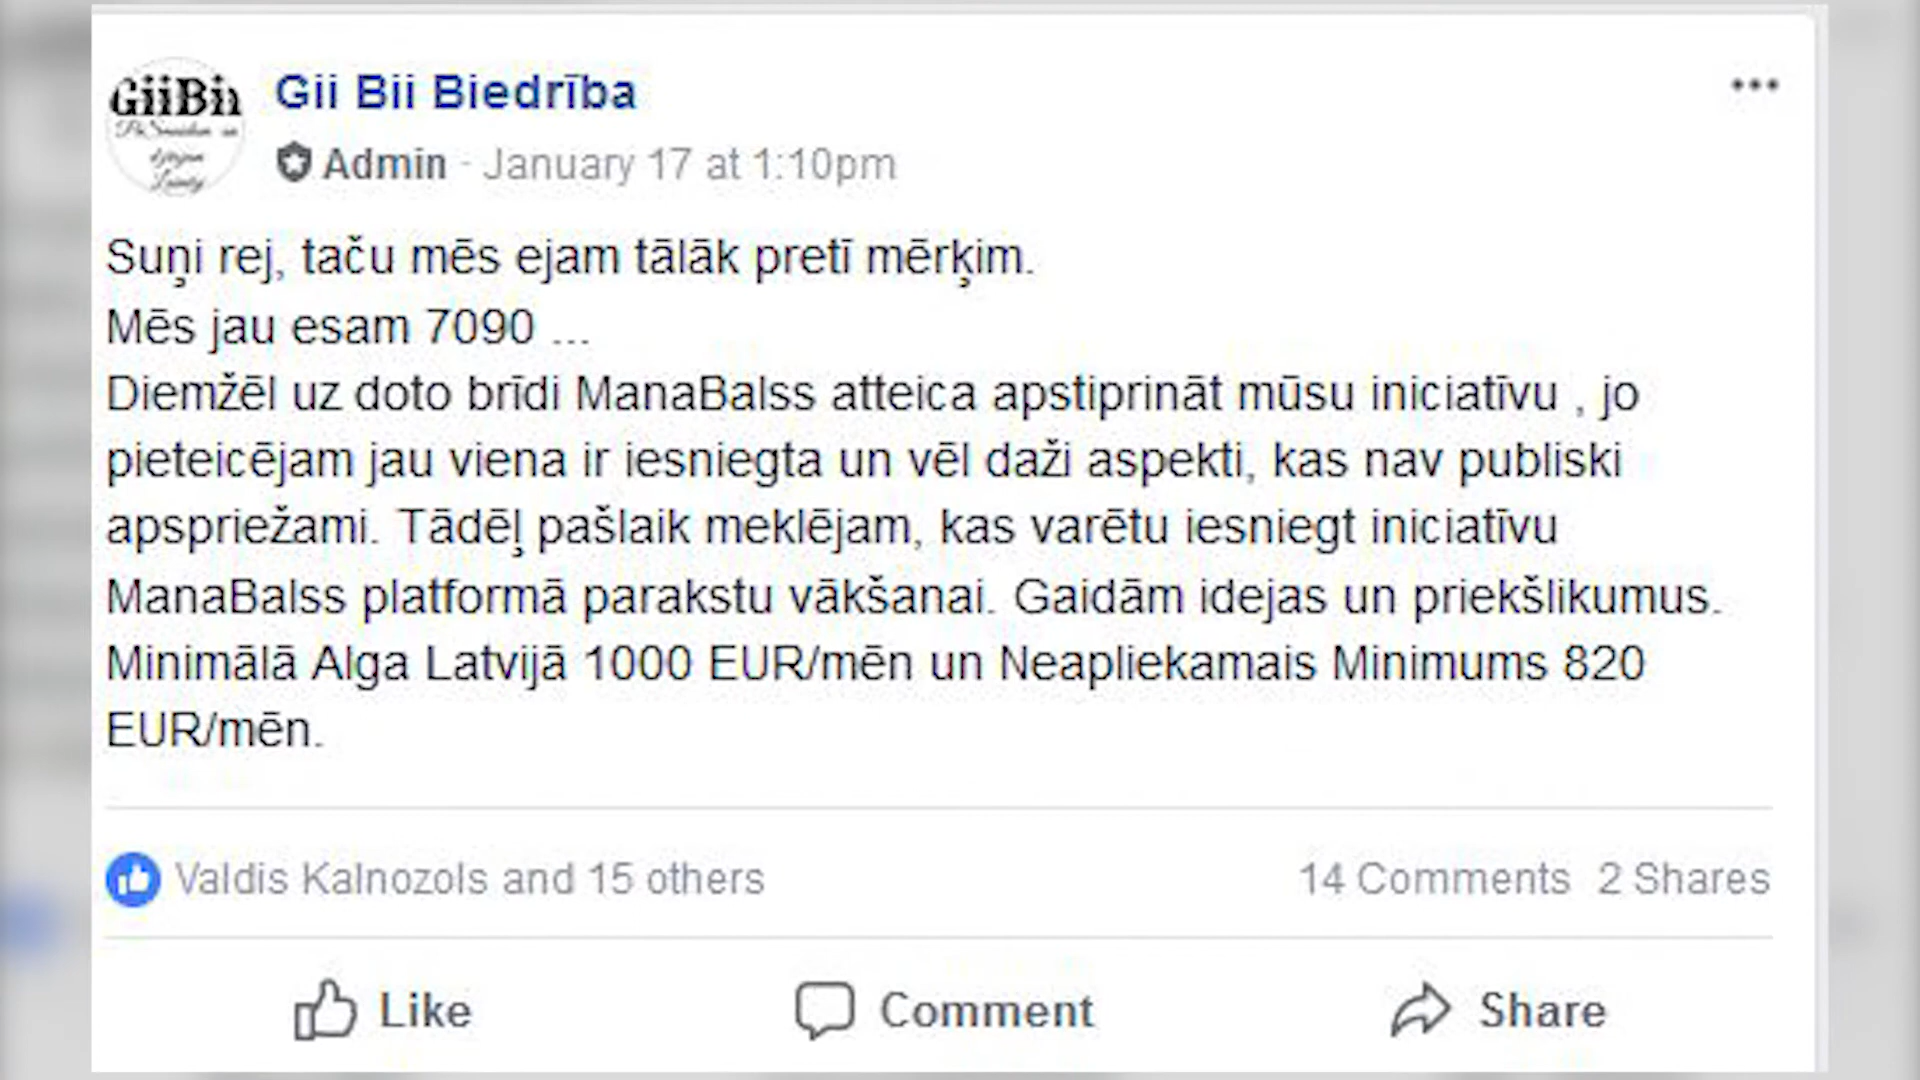 GiiBii
Gii Bii Biedrība
Admin - January 17 at 1:10pm
Suņi rej, taču mēs ejam tālāk pretī mērķim.
Mēs jau esam 7090 ...
Diemžēl uz doto brīdi ManaBalss atteica apstiprināt mūsu iniciatīvu , jo
pieteicējam jau viena ir iesniegta un vēl daži aspekti, kas nav publiski
apspriežami. Tādēļ pašlaik meklējam, kas varētu iesniegt iniciatīvu
ManaBalss platformā parakstu vākšanai. Gaidām idejas un priekšlikumus.
Minimālā Alga Latvijā 1000 EUR/mēn un Neapliekamais Minimums 820
EUR/mēn.
Valdis Kalnozols and 15 others
14 Comments 2 Shares
Like
Comment
Share